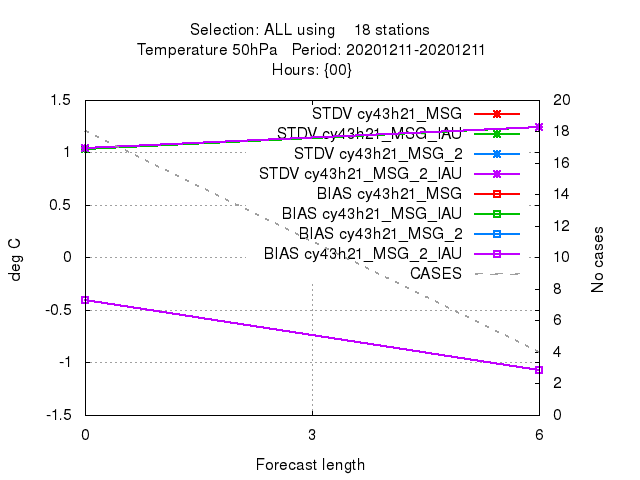 Selection: ALL using 18 stations
Temperature 50hPa Period: 20201211-20201211
Hours: {00}
1.5
1
0.5
0
-0.5
-1
-1.5
deg C
STDV cy43h21_MSG
STDV cy43h21_MSG_IAU
STDV cy43h21_MSG_2
STDV cy43h21_MSG_2_IAU
BIAS cy43h21_MSG
BIAS cy43h21_MSG_IAU
BIAS cy43h21_MSG_2
BIAS cy43h21_MSG_2_IAU
CASES
20
18
16
14
12
10
8
6
4
2
0
No cases
0 3 6
Forecast length